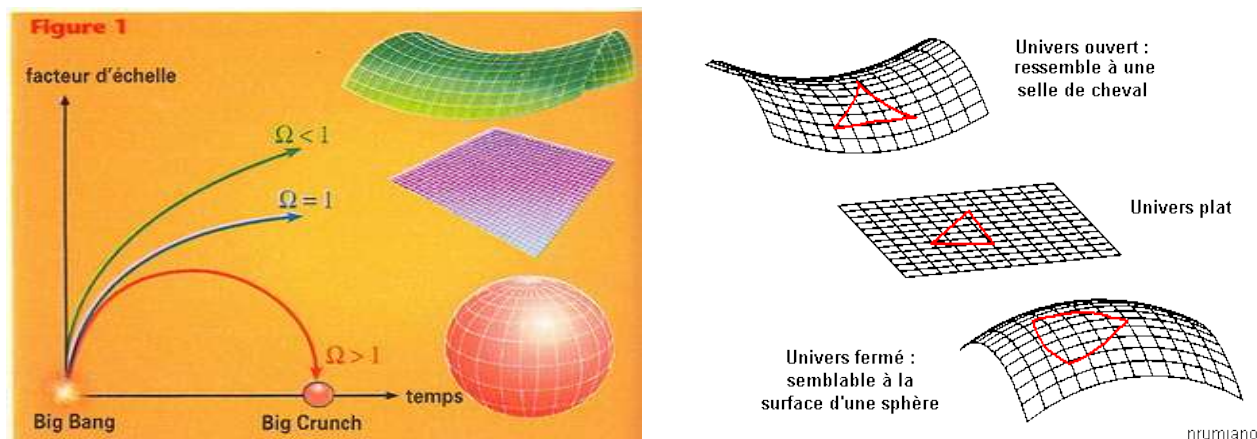 Figure 1
facteur d'échelle
Ω < 1
Ω = 1
Ω > 1
temps
Big Bang
Big Crunch
Univers ouvert :
ressemble à une
selle de cheval
Univers plat
Univers fermé :
semblable à la
surface d'une sphère
nrumiano